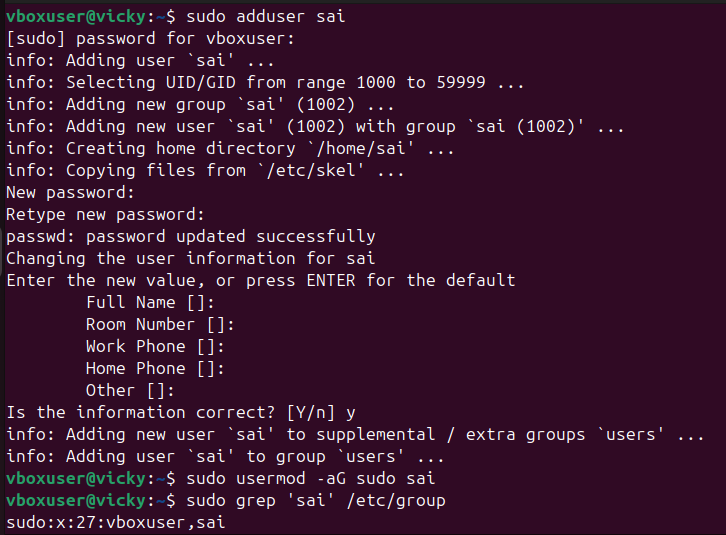 vboxuser@vicky:~$ sudo adduser sai
[sudo] password for vboxuser:
info: Adding user `sai' ...
info: Selecting UID/GID from range 1000 to 59999 ...
info: Adding new group `sai' (1002) ...
info: Adding new user `sai' (1002) with group `sai (1002)' ...
info: Creating home directory `/home/sai' ...
info: Copying files from `/etc/skel' ...
New password:
Retype new password:
passwd: password updated successfully
Changing the user information for sai
Enter the new value, or press ENTER for the default
        Full Name []:
        Room Number []:
        Work Phone []:
        Home Phone []:
        Other []:
Is the information correct? [Y/n] y
info: Adding new user `sai' to supplemental / extra groups `users' ...
info: Adding user `sai' to group `users' ...
vboxuser@vicky:~$ sudo usermod -aG sudo sai
vboxuser@vicky:~$ sudo grep 'sai' /etc/group
sudo:x:27:vboxuser,sai